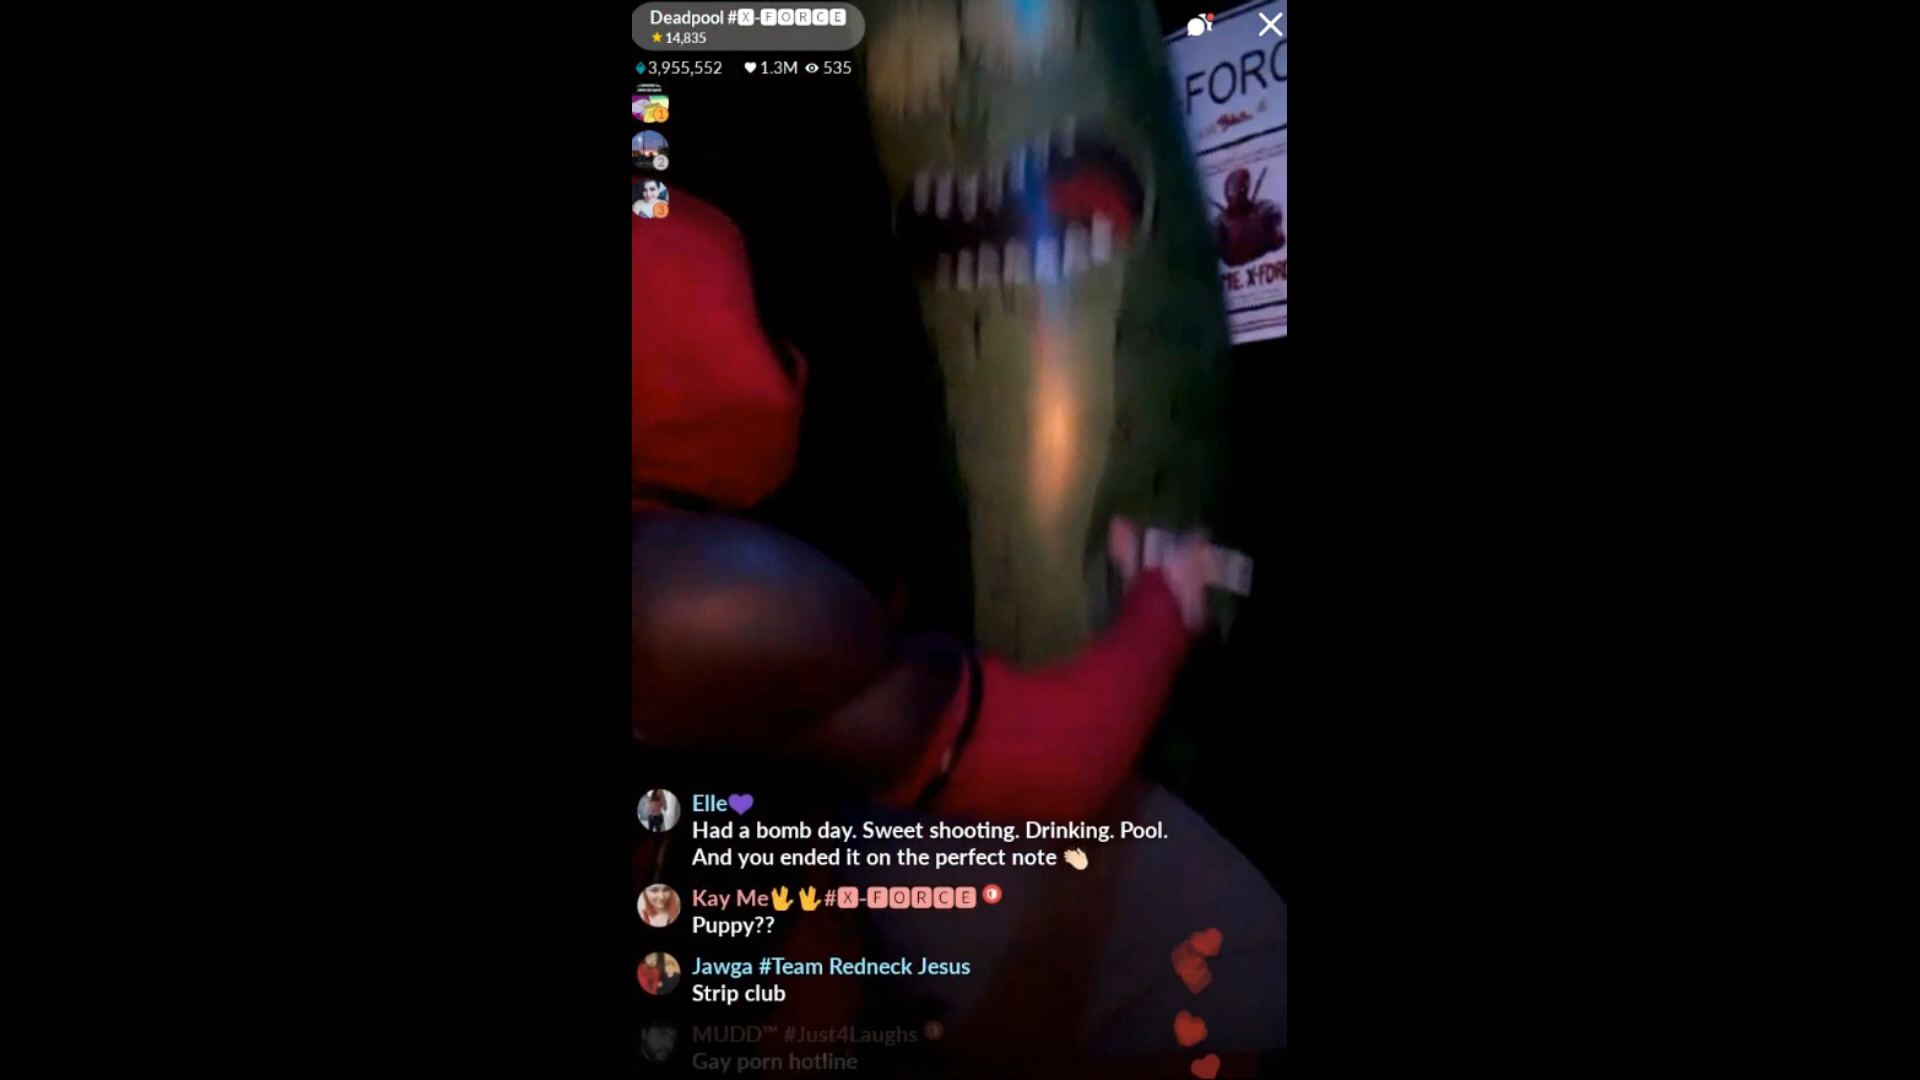 Deadpool #🅇-🄵🄾🅁🄲🄴
14,835
3,955,552 1.3M 535
FORC
ME. X-FORC
Elle💜
Had a bomb day. Sweet shooting. Drinking. Pool.
And you ended it on the perfect note 👏🏻
Kay Me🖖🖖#🅇-🄵🄾🅁🄲🄴
Puppy??
Jawga #Team Redneck Jesus
Strip club
MUDD™ #Just4Laughs
Gay porn hotline